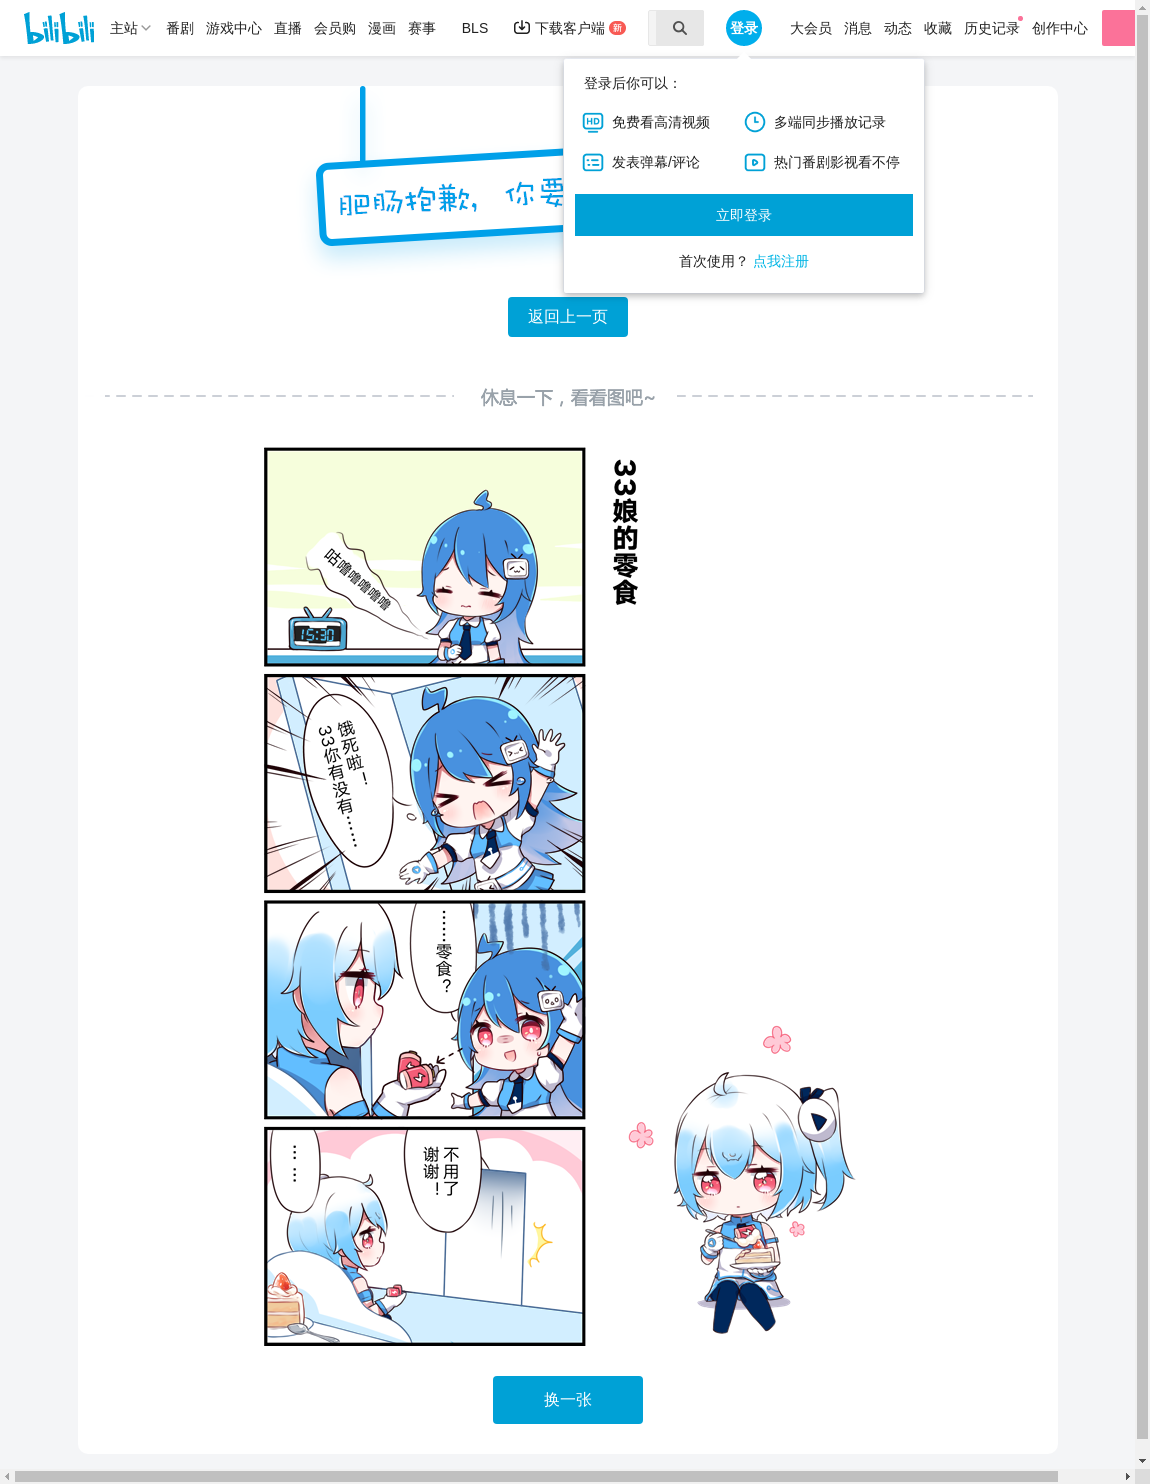 bilibili
主站 番剧 游戏中心 直播 会员购 漫画 赛事 BLS 下载客户端 新 登录 大会员 消息 动态 收藏 历史记录 创作中心
登录后你可以：
HD 免费看高清视频 多端同步播放记录
发表弹幕/评论 热门番剧影视看不停
立即登录
首次使用？ 点我注册
肥肠抱歉，你要
返回上一页
休息一下，看看图吧~
33娘的零食
咕噜噜噜噜噜
15:30
饿死啦！
33你有没有……
……零食？
……
不用了
谢谢！
换一张